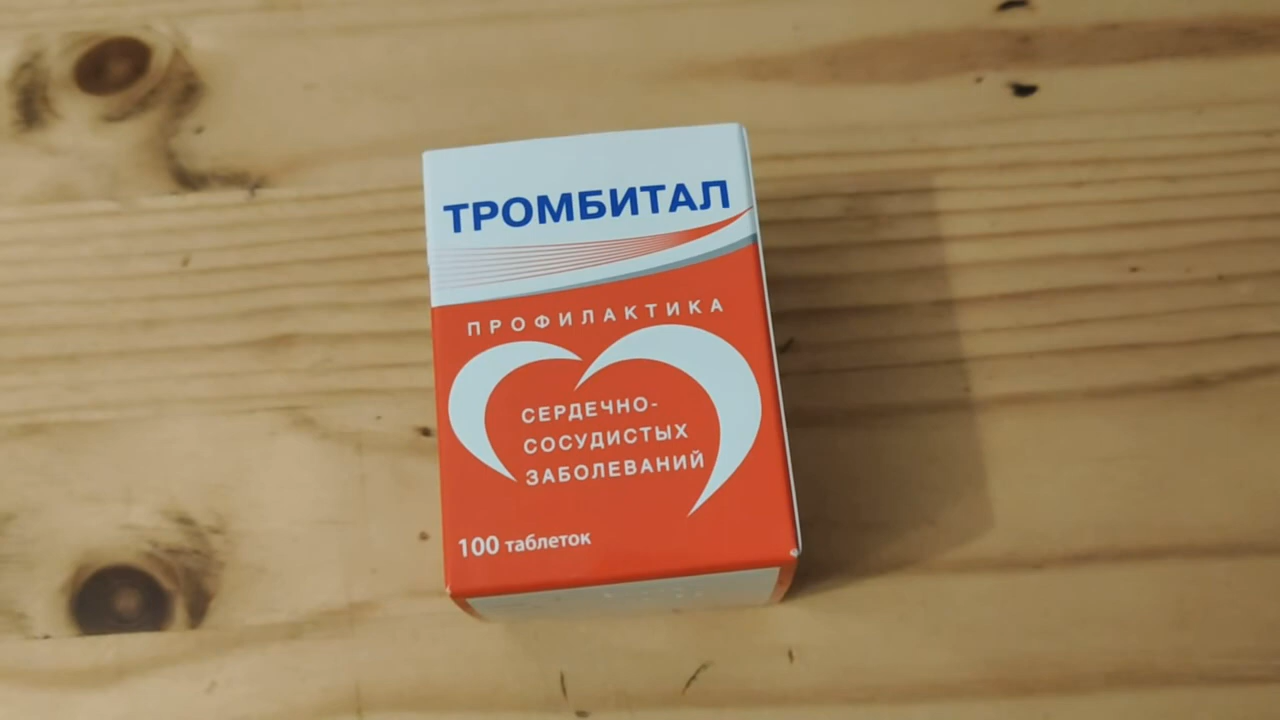 ТРОМБИТАЛ
ПРОФИЛАКТИКА
СЕРДЕЧНО-
СОСУДИСТЫХ
ЗАБОЛЕВАНИЙ
100 таблеток